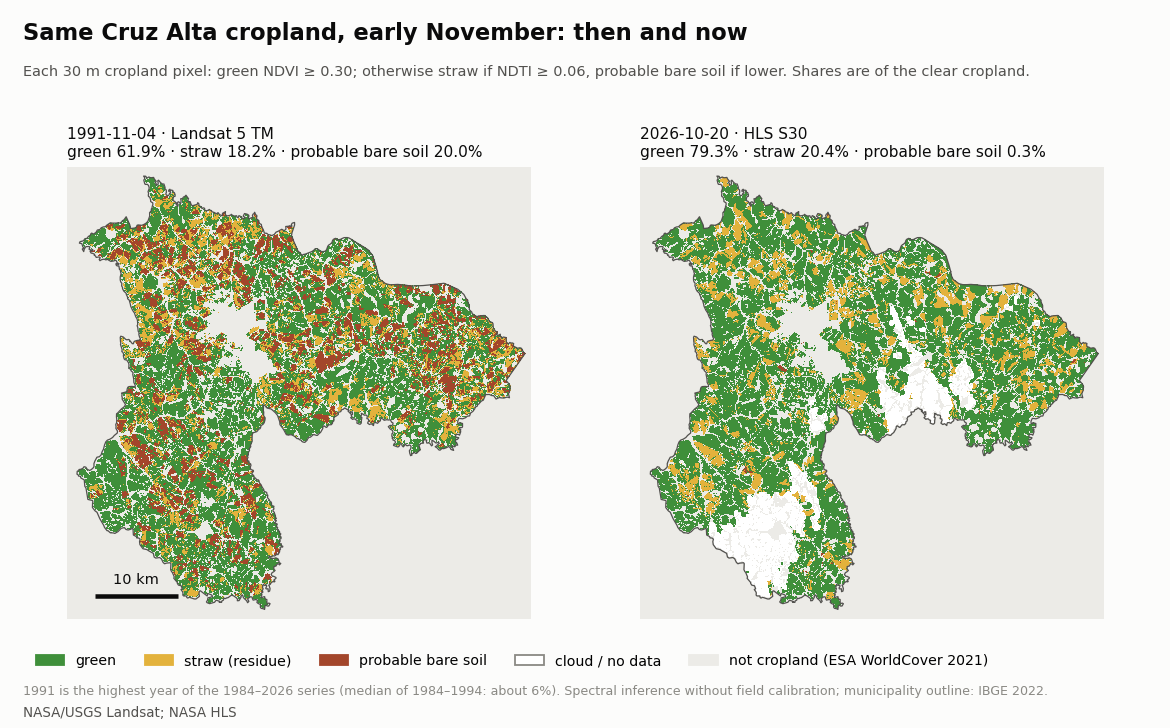 Same Cruz Alta cropland, early November: then and now
Each 30 m cropland pixel: green NDVI ≥ 0.30; otherwise straw if NDTI ≥ 0.06, probable bare soil if lower. Shares are of the clear cropland.
1991-11-04 · Landsat 5 TM
green 61.9% · straw 18.2% · probable bare soil 20.0%
2026-10-20 · HLS S30
green 79.3% · straw 20.4% · probable bare soil 0.3%
10 km
green
straw (residue)
probable bare soil
cloud / no data
not cropland (ESA WorldCover 2021)
1991 is the highest year of the 1984–2026 series (median of 1984–1994: about 6%). Spectral inference without field calibration; municipality outline: IBGE 2022.
NASA/USGS Landsat; NASA HLS